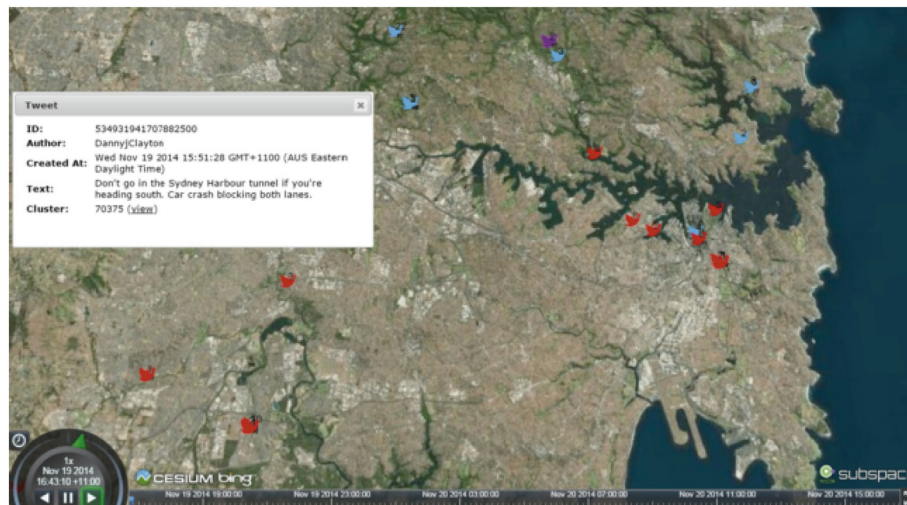 Tweet
ID: 534931941707882500
Author: DannyjClayton
Created At: Wed Nov 19 2014 15:51:28 GMT+1100 (AUS Eastern
Daylight Time)
Text: Don't go in the Sydney Harbour tunnel if you're
heading south. Car crash blocking both lanes.
Cluster: 70375 (view)
1x
Nov 19 2014
16:43:10 +11:00
CESIUM bing
subspac
Nov 19 2014 19:00:00 Nov 19 2014 23:00:00 Nov 20 2014 03:00:00 Nov 20 2014 07:00:00 Nov 20 2014 11:00:00 Nov 20 2014 15:00:00